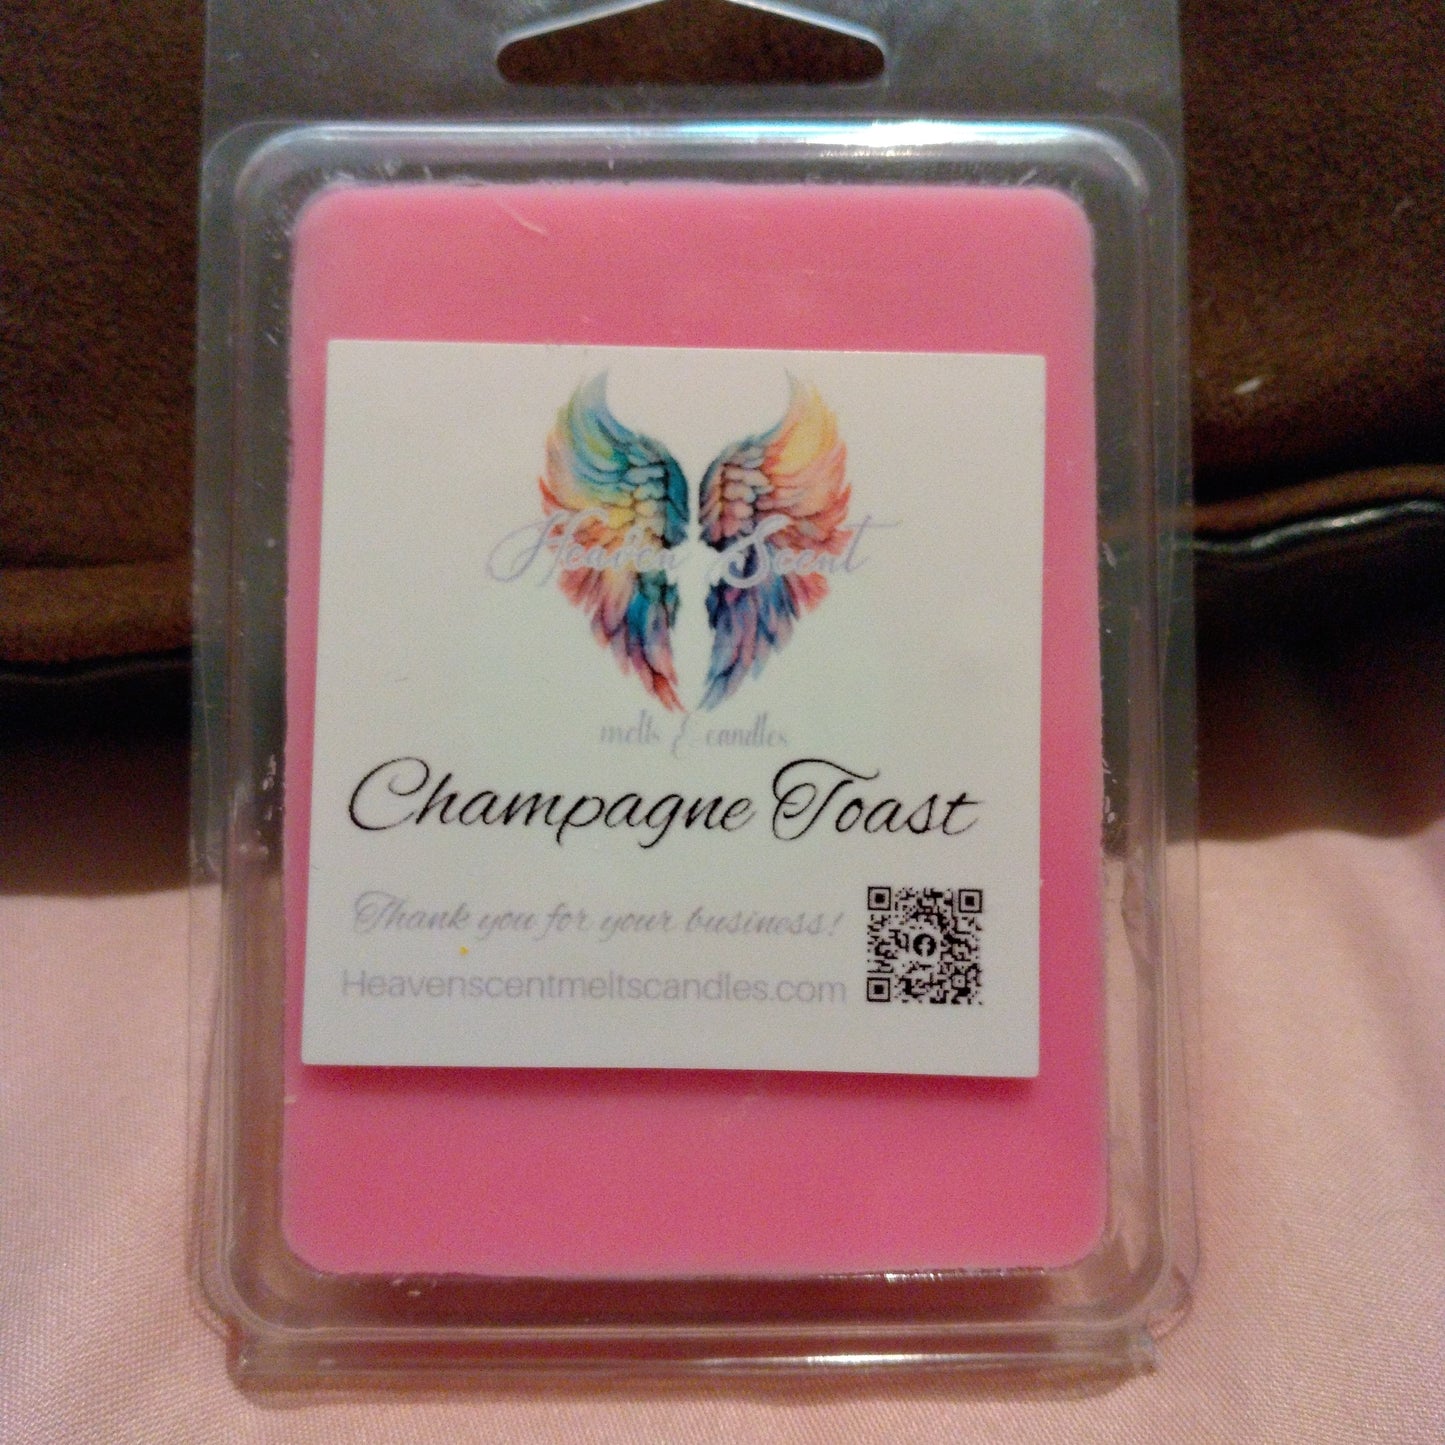 Heaven Scent
melts & candles
Champagne Toast
Thank you for your business!
Heavenscentmeltscandles.com